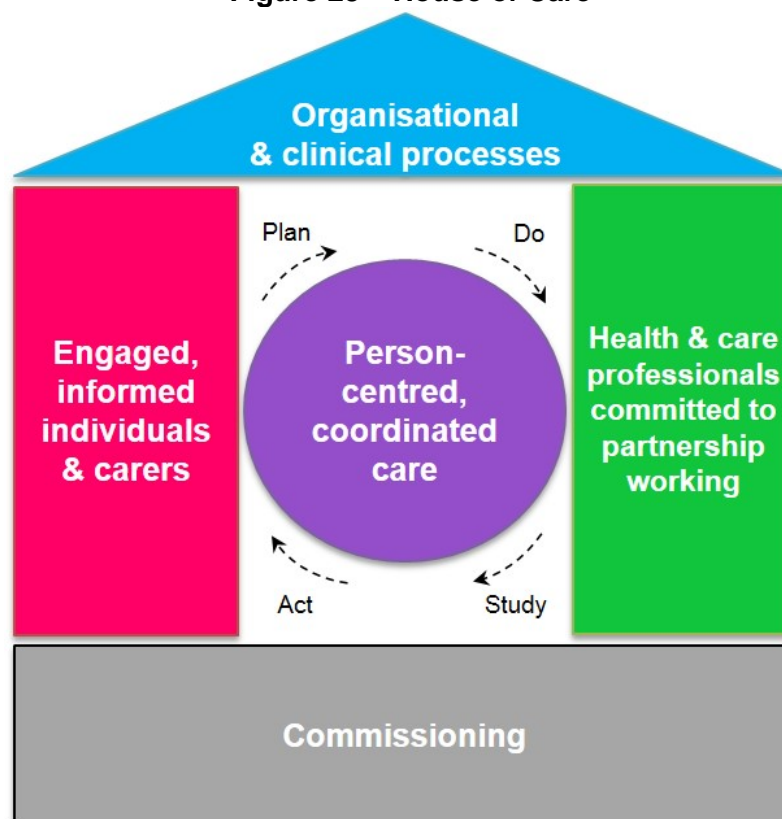 Figure House of Care
Organisational
& clinical processes
Plan
Do
Engaged,
informed
individuals
& carers
Person-
centred,
coordinated
care
Health & care
professionals
committed to
partnership
working
Act
Study
Commissioning